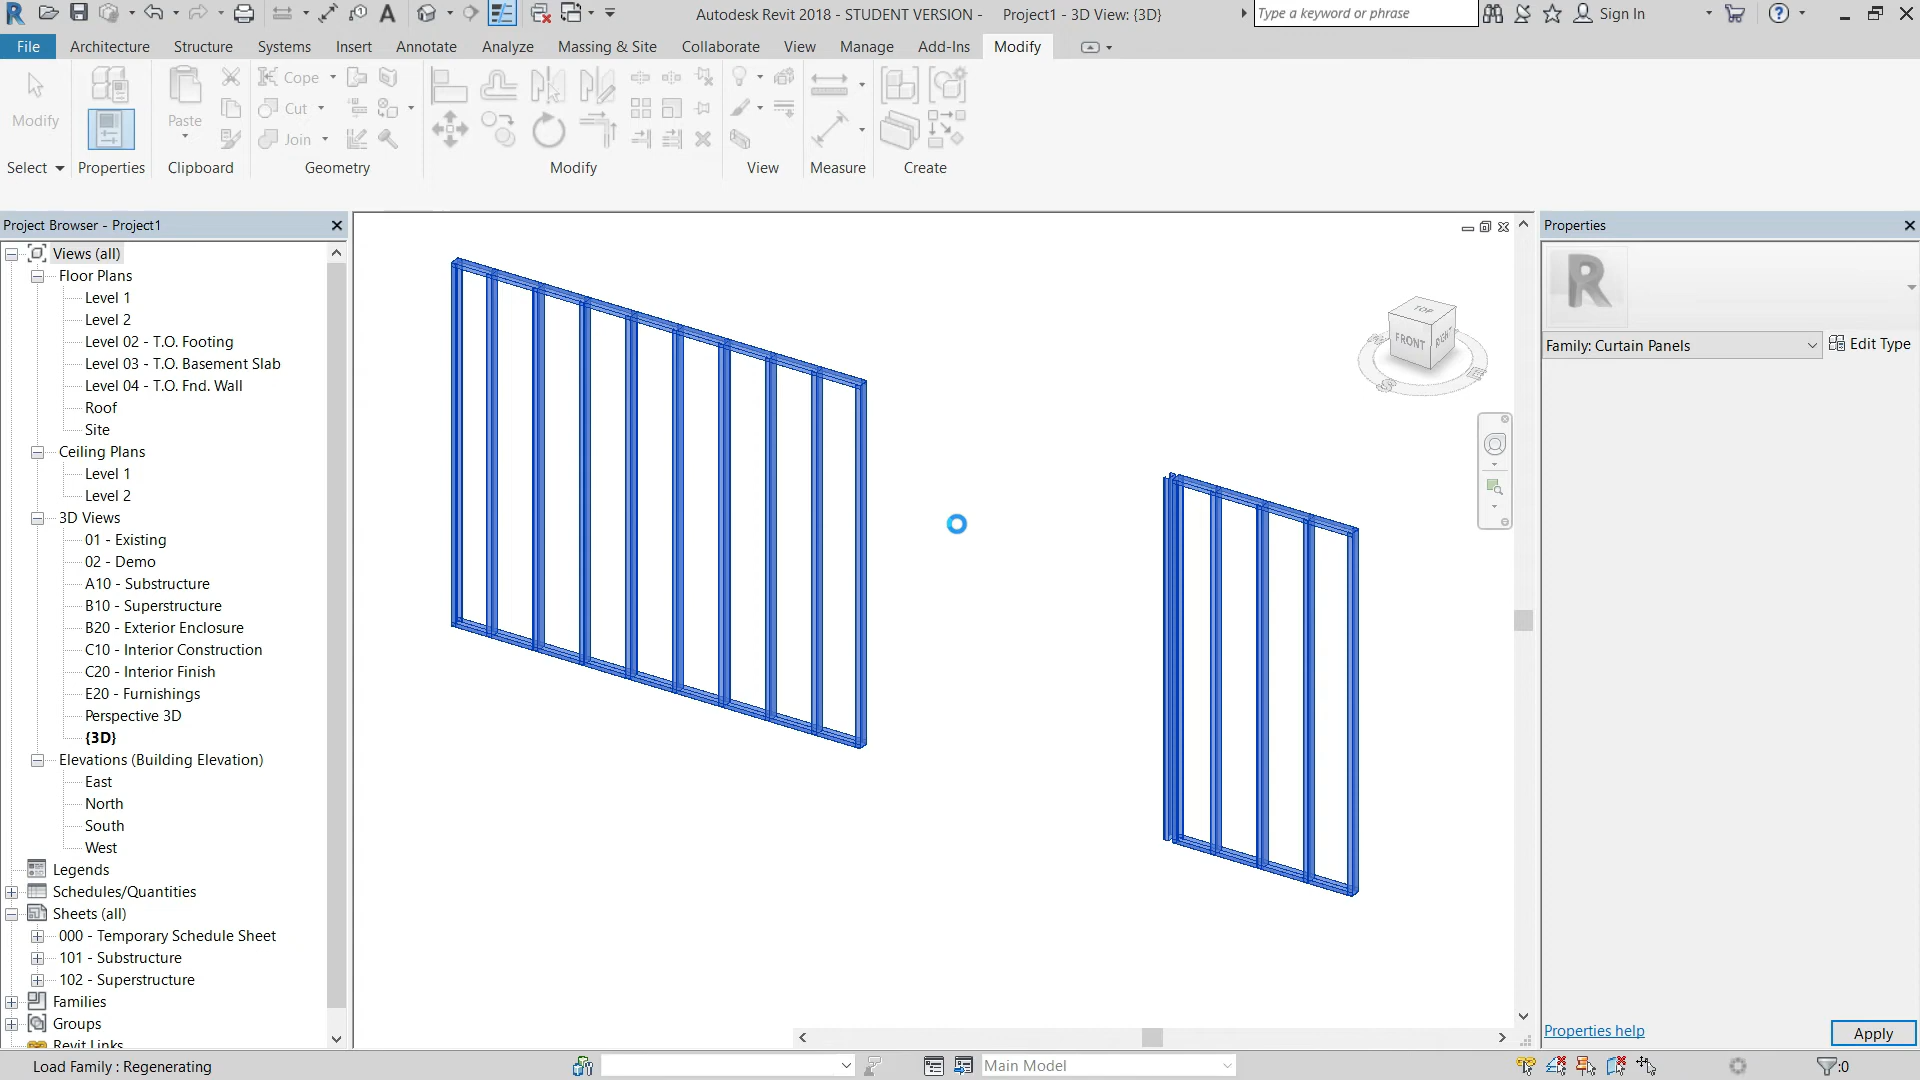 Autodesk Revit 2018 - STUDENT VERSION - Project1 - 3D View: {3D}
Type a keyword or phrase
Sign In
File Architecture Structure Systems Insert Annotate Analyze Massing & Site Collaborate View Manage Add-Ins Modify
Modify
Paste
Cope
Cut
Join
Select Properties Clipboard Geometry Modify View Measure Create
Project Browser - Project1
Views (all)
Floor Plans
Level 1
Level 2
Level 02 - T.O. Footing
Level 03 - T.O. Basement Slab
Level 04 - T.O. Fnd. Wall
Roof
Site
Ceiling Plans
Level 1
Level 2
3D Views
01 - Existing
02 - Demo
A10 - Substructure
B10 - Superstructure
B20 - Exterior Enclosure
C10 - Interior Construction
C20 - Interior Finish
E20 - Furnishings
Perspective 3D
{3D}
Elevations (Building Elevation)
East
North
South
West
Legends
Schedules/Quantities
Sheets (all)
000 - Temporary Schedule Sheet
101 - Substructure
102 - Superstructure
Families
Groups
Revit Links
TOP
FRONT
RIGHT
S
E
Properties
R
Family: Curtain Panels
Edit Type
Properties help
Apply
Load Family : Regenerating
Main Model
:0